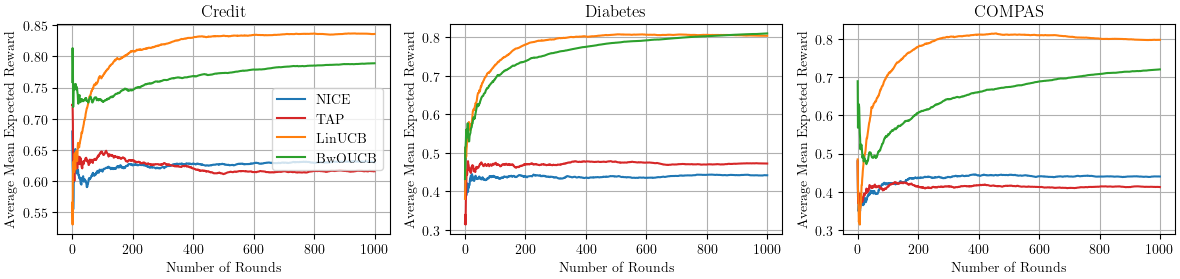 Credit
Average Mean Expected Reward
0.85
0.80
0.75
0.70
0.65
0.60
0.55
NICE
TAP
LinUCB
BwOUCB
0 200 400 600 800 1000
Number of Rounds
Diabetes
Average Mean Expected Reward
0.8
0.7
0.6
0.5
0.4
0.3
0 200 400 600 800 1000
Number of Rounds
COMPAS
Average Mean Expected Reward
0.8
0.7
0.6
0.5
0.4
0.3
0 200 400 600 800 1000
Number of Rounds